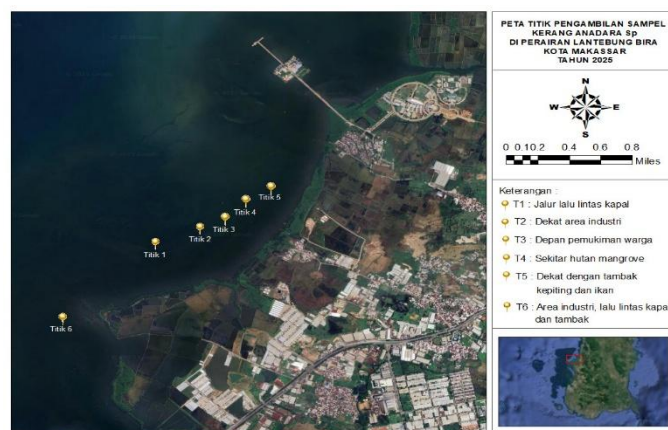 PETA TITIK PENGAMBILAN SAMPEL
KERANG ANADARA Sp
DI PERAIRAN LANTEBUNG BIRA
KOTA MAKASSAR
TAHUN 2025
N
W E
S
0 0.10.2 0.4 0.6 0.8
Miles
Keterangan :
T1 : Jalur lalu lintas kapal
T2 : Dekat area industri
T3 : Depan pemukiman warga
T4 : Sekitar hutan mangrove
T5 : Dekat dengan tambak
kepiting dan ikan
T6 : Area industri, lalu lintas kapa
dan tambak
Titik 5
Titik 4
Titik 3
Titik 2
Titik 1
Titik 6